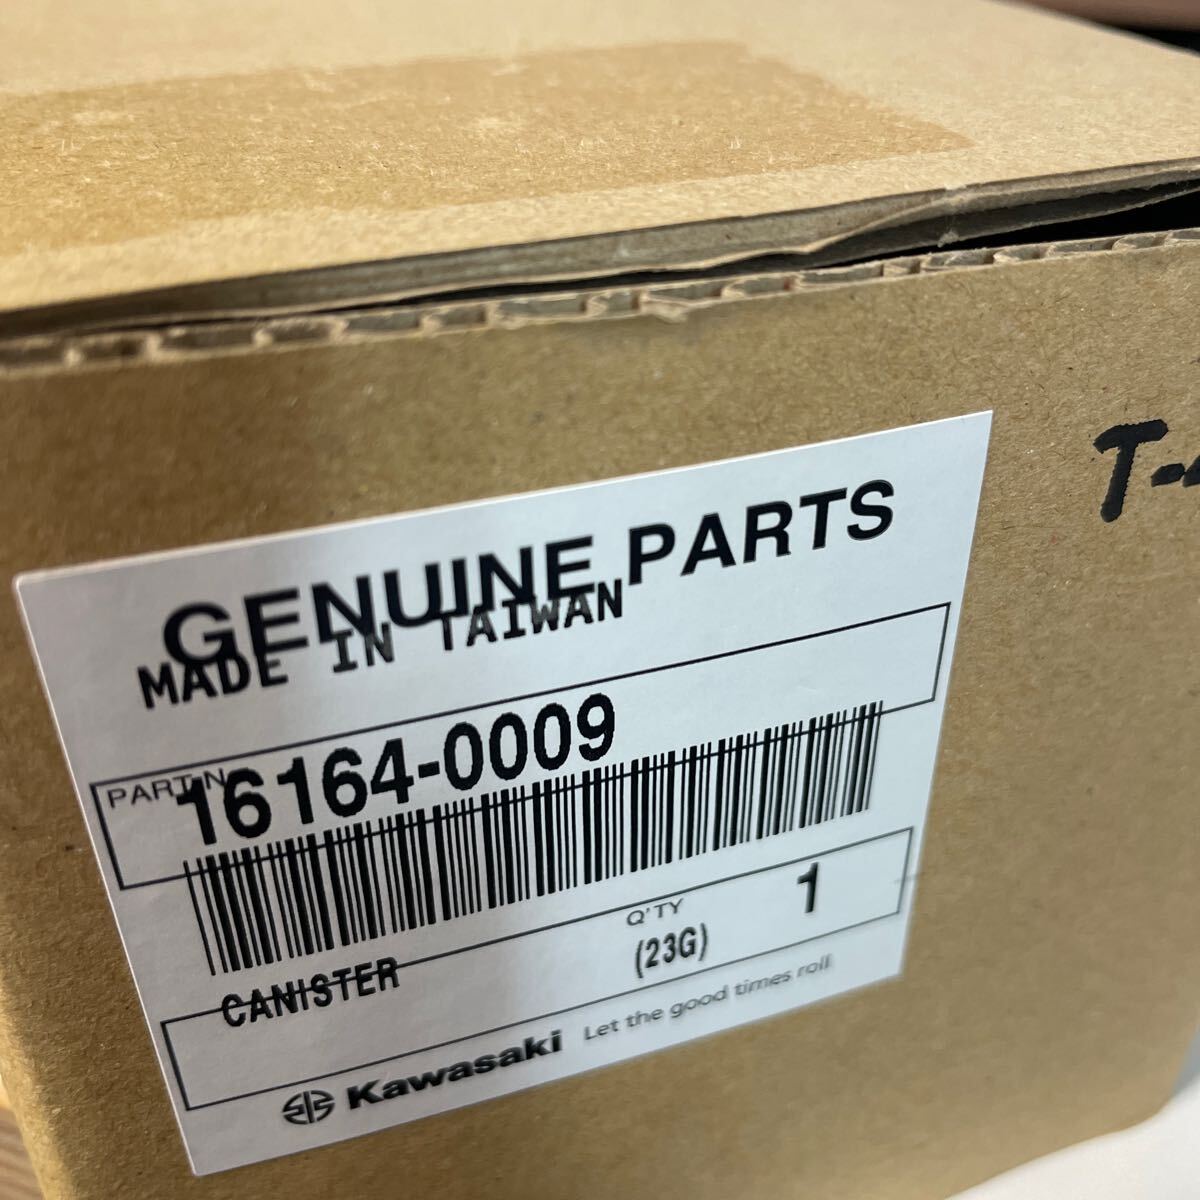 T-
GENUINE PARTS
MADE IN TAIWAN
PART N
16164-0009
Q'TY
1
CANISTER
(23G)
Kawasaki Let the good times roll